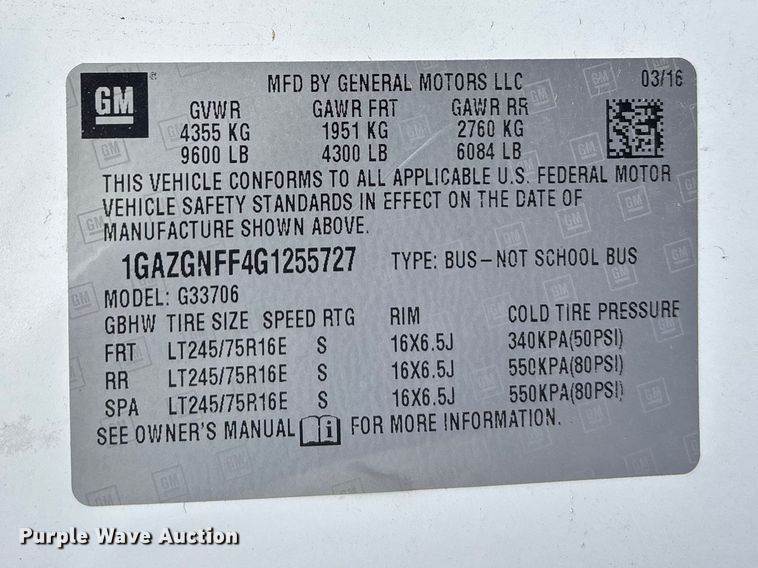 GM
MFD BY GENERAL MOTORS LLC 03/16
GVWR GAWR FRT GAWR RR
4355 KG 1951 KG 2760 KG
9600 LB 4300 LB 6084 LB
THIS VEHICLE CONFORMS TO ALL APPLICABLE U.S. FEDERAL MOTOR
VEHICLE SAFETY STANDARDS IN EFFECT ON THE DATE OF
MANUFACTURE SHOWN ABOVE.
1GAZGNFF4G1255727 TYPE: BUS-NOT SCHOOL BUS
MODEL: G33706
GBHW TIRE SIZE SPEED RTG RIM COLD TIRE PRESSURE
FRT LT245/75R16E S 16X6.5J 340KPA(50PSI)
RR LT245/75R16E S 16X6.5J 550KPA(80PSI)
SPA LT245/75R16E S 16X6.5J 550KPA(80PSI)
SEE OWNER'S MANUAL i FOR MORE INFORMATION.
Purple Wave Auction